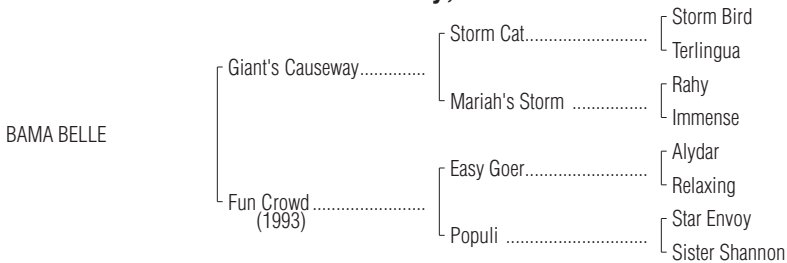 Storm Bird
Storm Cat..............................
Terlingua
Giant's Causeway..............
Rahy
Mariah's Storm ................
Immense
BAMA BELLE
Alydar
Easy Goer..............................
Relaxing
Fun Crowd ........................
(1993)
Star Envoy
Populi ..................................
Sister Shannon